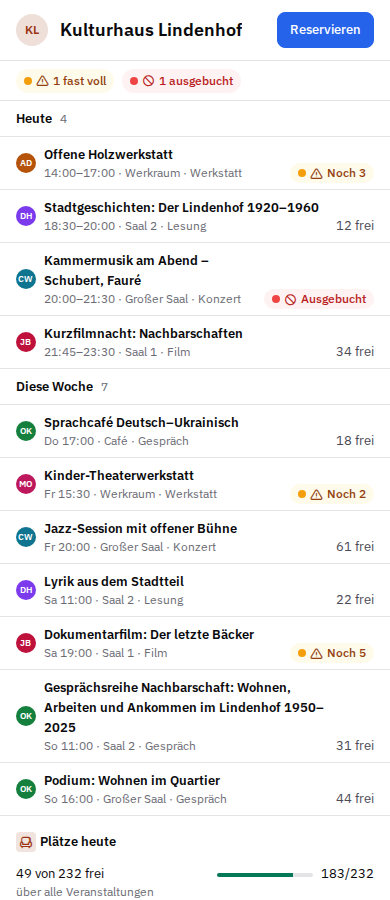 KL Kulturhaus Lindenhof Reservieren
1 fast voll 1 ausgebucht
Heute 4
Offene Holzwerkstatt
AD 14:00–17:00 · Werkraum · Werkstatt Noch 3
Stadtgeschichten: Der Lindenhof 1920–1960
DH 18:30–20:00 · Saal 2 · Lesung 12 frei
Kammermusik am Abend –
CW Schubert, Fauré
20:00–21:30 · Großer Saal · Konzert Ausgebucht
Kurzfilmnacht: Nachbarschaften
JB 21:45–23:30 · Saal 1 · Film 34 frei
Diese Woche 7
Sprachcafé Deutsch–Ukrainisch
OK Do 17:00 · Café · Gespräch 18 frei
Kinder-Theaterwerkstatt
MO Fr 15:30 · Werkraum · Werkstatt Noch 2
Jazz-Session mit offener Bühne
CW Fr 20:00 · Großer Saal · Konzert 61 frei
Lyrik aus dem Stadtteil
DH Sa 11:00 · Saal 2 · Lesung 22 frei
Dokumentarfilm: Der letzte Bäcker
JB Sa 19:00 · Saal 1 · Film Noch 5
Gesprächsreihe Nachbarschaft: Wohnen,
OK Arbeiten und Ankommen im Lindenhof 1950–
2025
So 11:00 · Saal 2 · Gespräch 31 frei
Podium: Wohnen im Quartier
OK So 16:00 · Großer Saal · Gespräch 44 frei
Plätze heute
49 von 232 frei 183/232
über alle Veranstaltungen